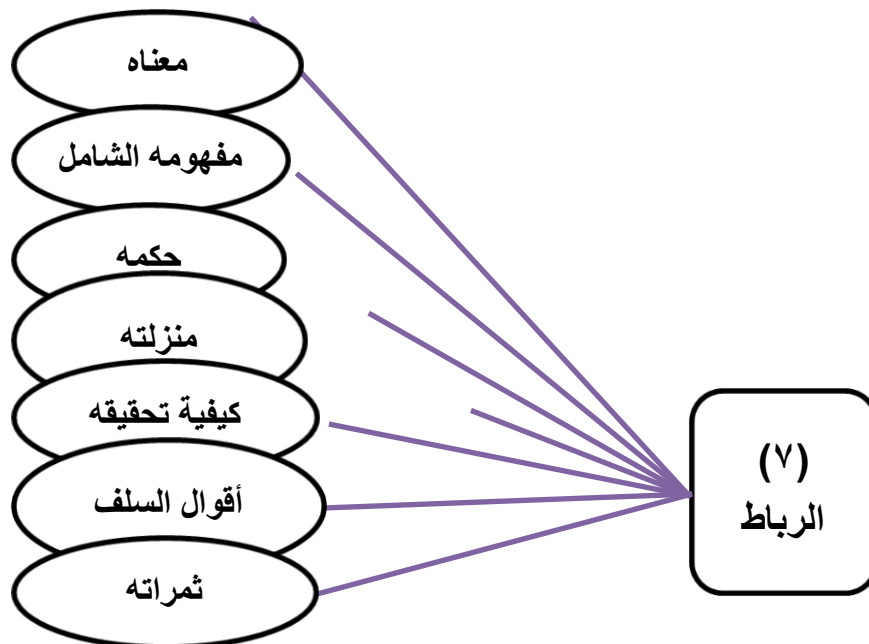 (٧)
الرباط
معناه
مفهومه الشامل
حكمه
منزلته
كيفية تحقيقه
أقوال السلف
ثمراته